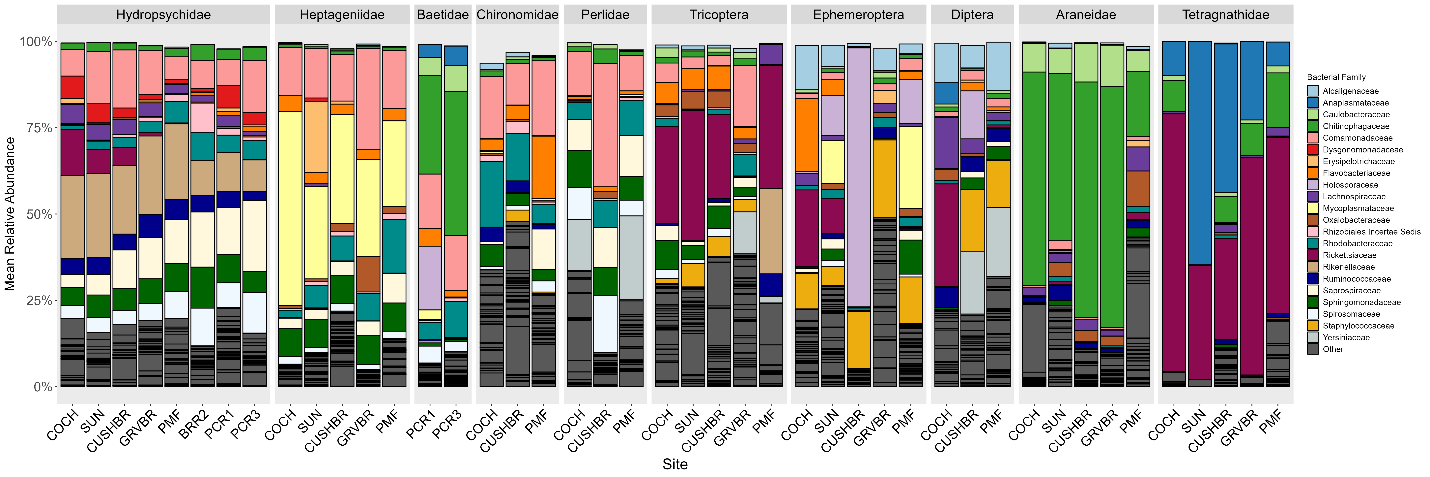 Hydropsychidae Heptageniidae Baetidae Chironomidae Perlidae Tricoptera Ephemeroptera Diptera Araneidae Tetragnathidae
100%
75%
50%
25%
0%
Mean Relative Abundance
COCH SUN CUSHBR GRVBR PMF BRR2 PCR1 PCR3 COCH SUN CUSHBR GRVBR PMF PCR1 PCR3 COCH CUSHBR PMF COCH CUSHBR PMF COCH SUN CUSHBR GRVBR PMF COCH SUN CUSHBR GRVBR PMF COCH CUSHBR PMF COCH SUN CUSHBR GRVBR PMF COCH SUN CUSHBR GRVBR PMF
Site
Bacterial Family
Alcaligenaceae
Anaplasmataceae
Caulobacteraceae
Chitinophagaceae
Comamonadaceae
Dysgonomonadaceae
Erysipelotrichaceae
Flavobacteriaceae
Holosporaceae
Lachnospiraceae
Mycoplasmataceae
Oxalobacteraceae
Rhizobiales Incertae Sedis
Rhodobacteraceae
Rickettsiaceae
Rikenellaceae
Ruminococcaceae
Saprospiraceae
Sphingomonadaceae
Spirosomaceae
Staphylococcaceae
Yersiniaceae
Other